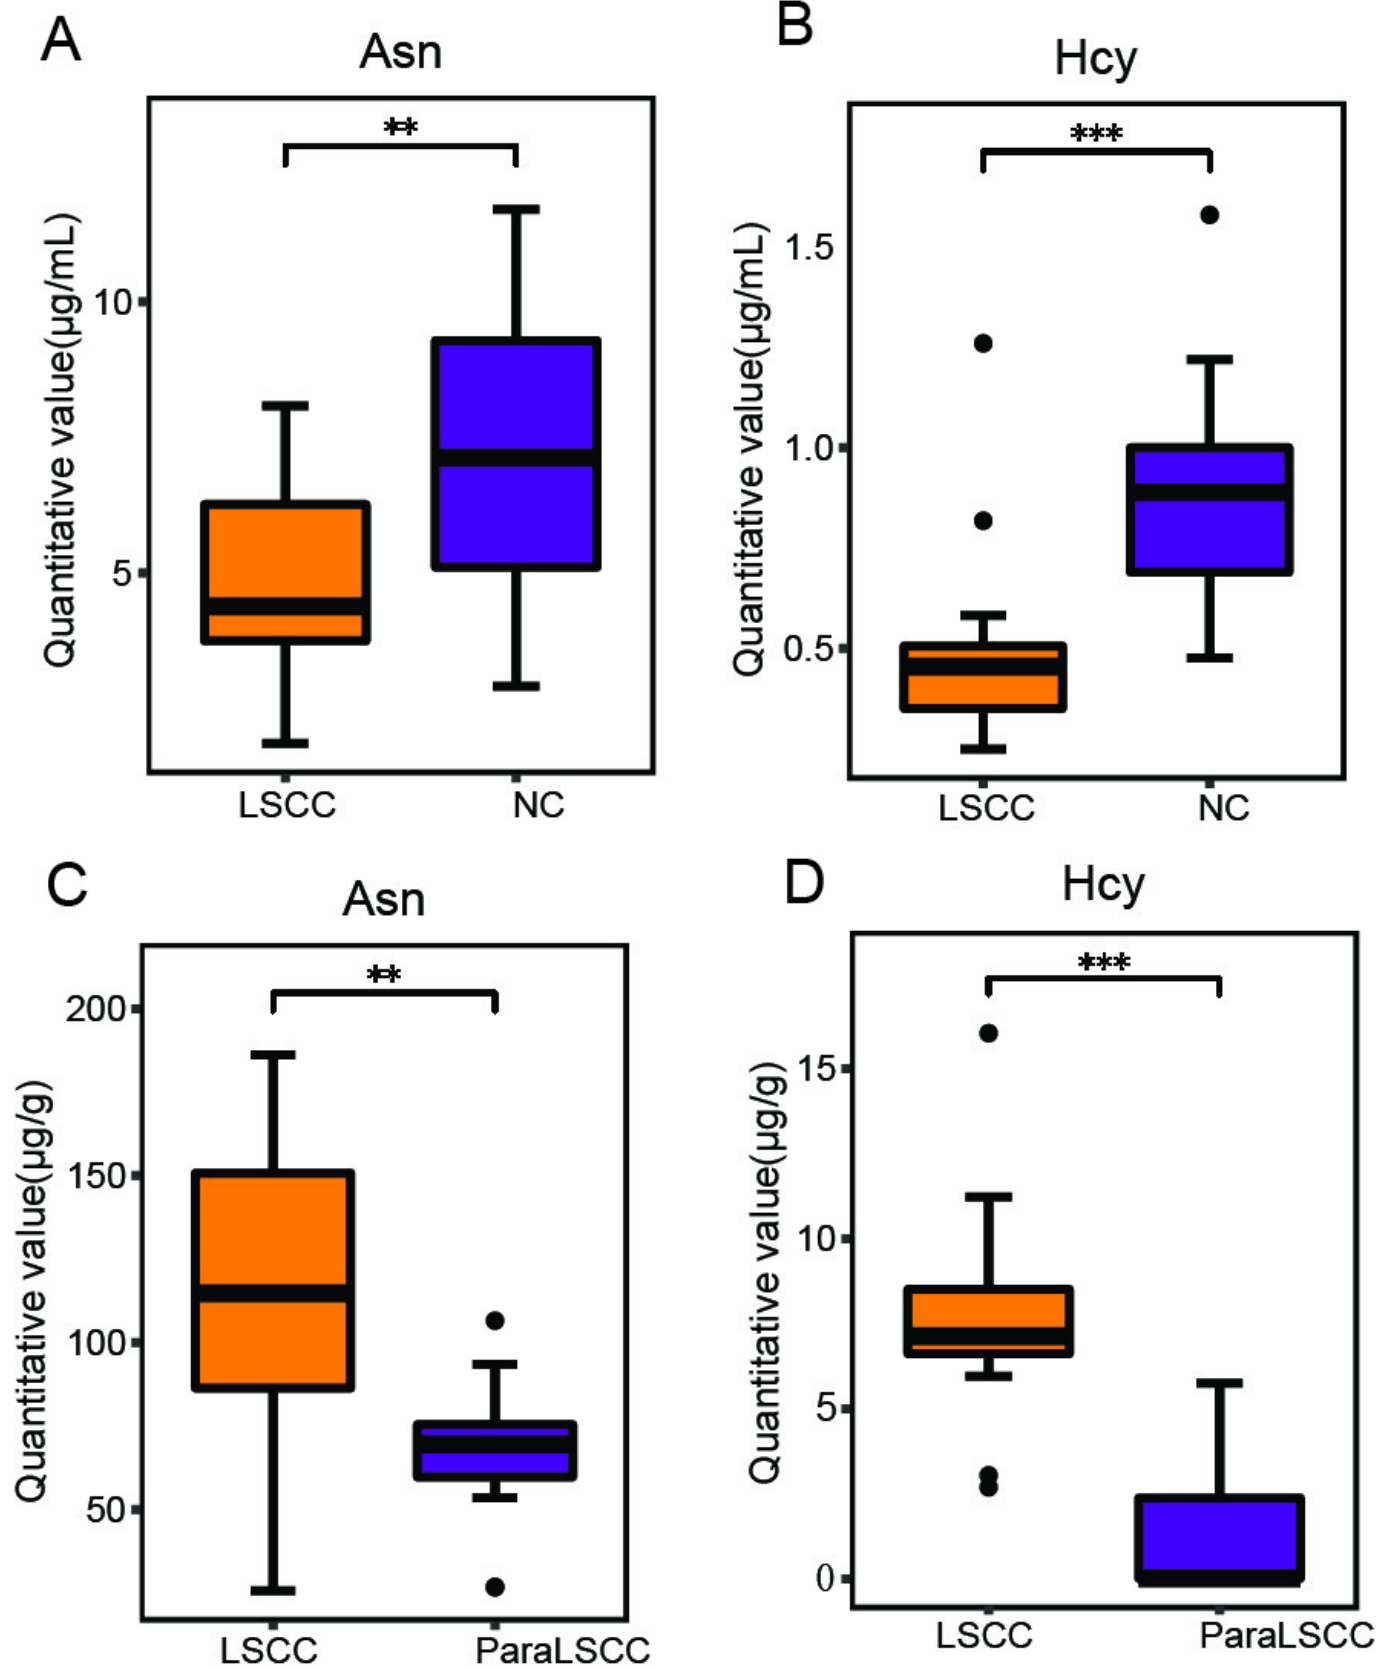 A
Asn
**
Quantitative value(µg/mL)
10
5
LSCC
NC
B
Hcy
***
Quantitative value(µg/mL)
1.5
1.0
0.5
LSCC
NC
C
Asn
**
Quantitative value(µg/g)
200
150
100
50
LSCC
ParaLSCC
D
Hcy
***
Quantitative value(µg/g)
15
10
5
0
LSCC
ParaLSCC